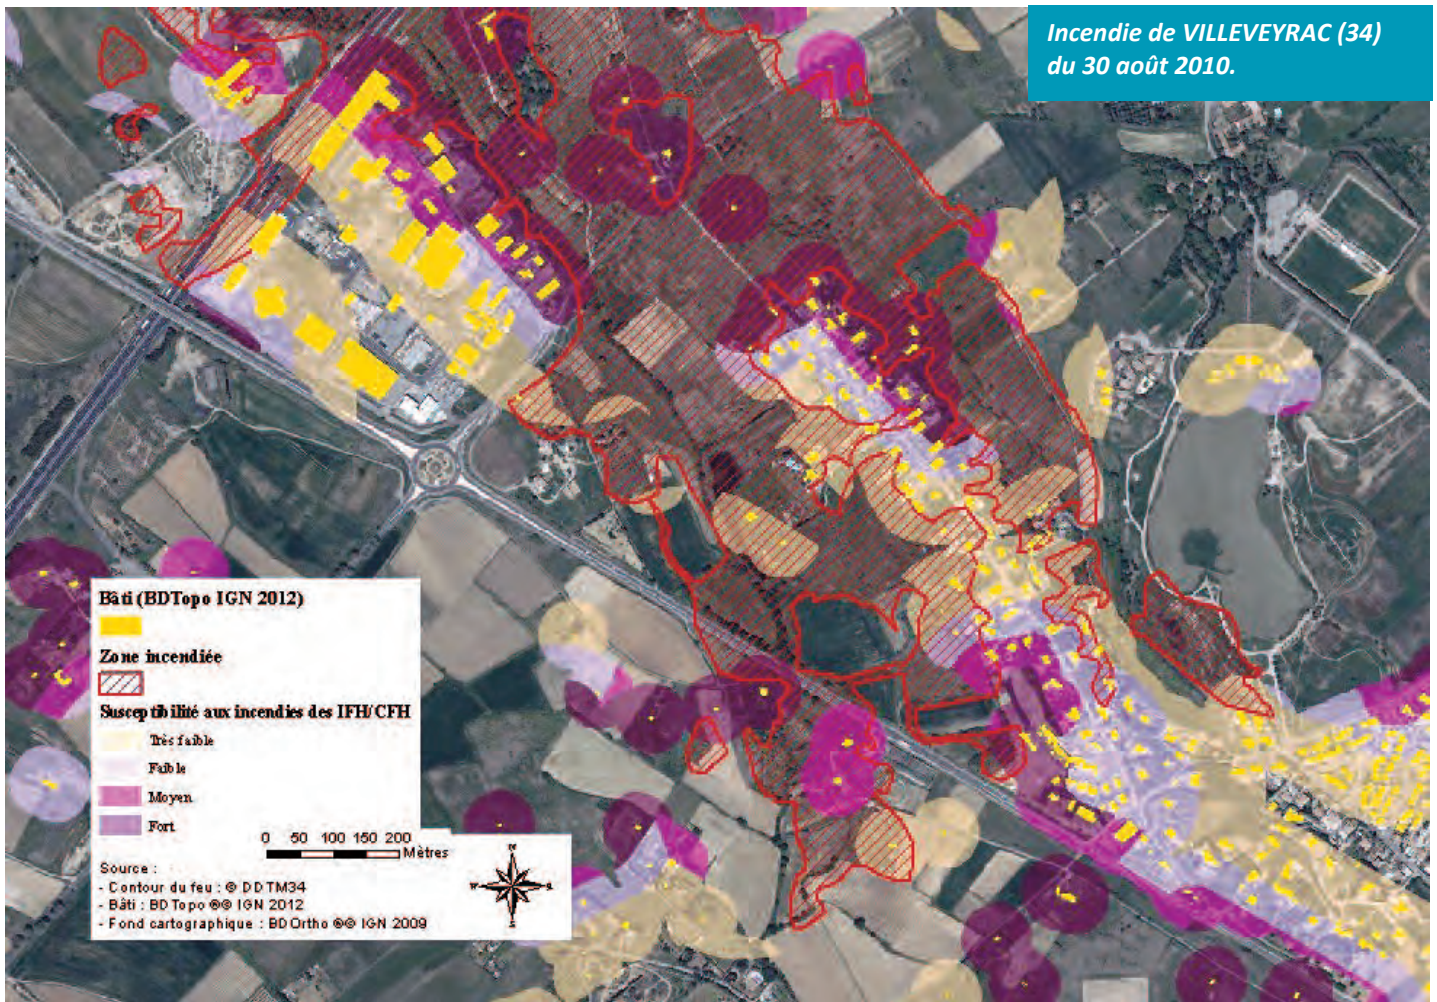 Incendie de VILLEVEYRAC (34)
du 30 août 2010.
Bâti (BDTopo IGN 2012)
Zone incendiée
Susceptibilité aux incendies des IFH/CFH
Très faible
Faible
Moyen
Fort
0 50 100 150 200
Mètres
Source :
- Contour du feu : © DDTM34
- Bâti : BD Topo ®© IGN 2012
- Fond cartographique : BDOrtho ®© IGN 2009